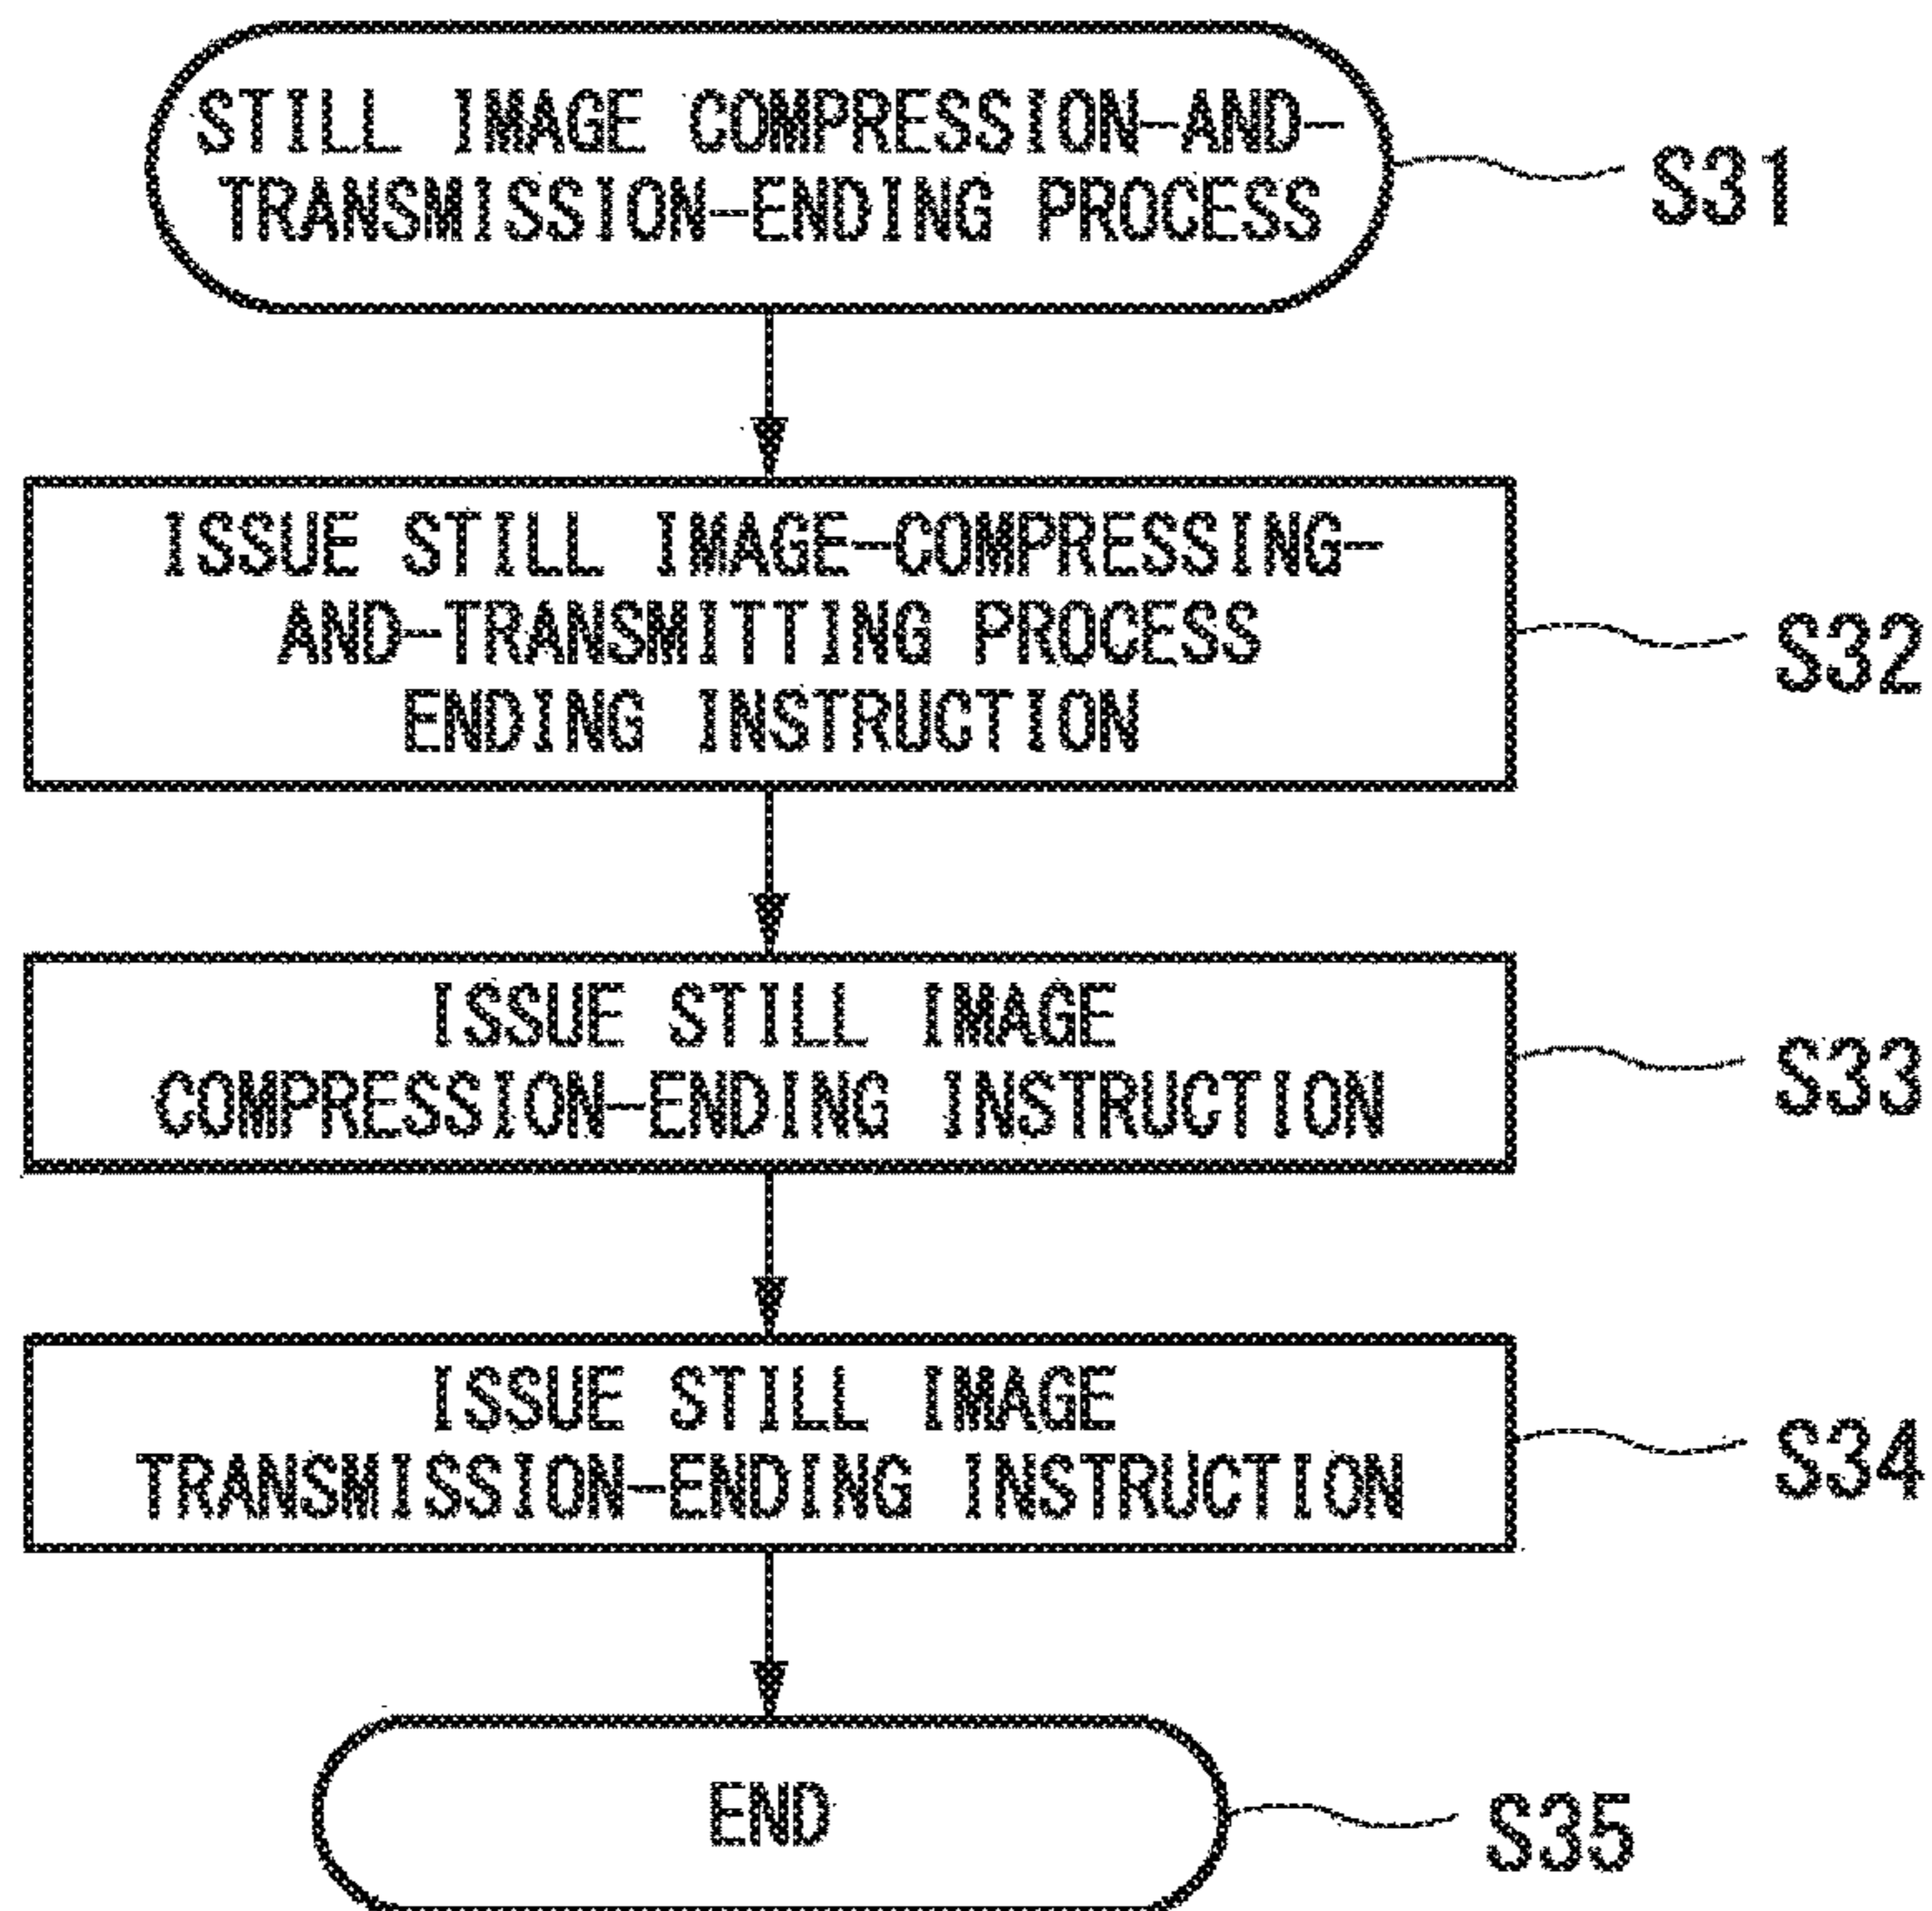 STILL IMAGE COMPRESSION-AND-
TRANSMISSION-ENDING PROCESS
S31
ISSUE STILL IMAGE-COMPRESSING-
AND-TRANSMITTING PROCESS
ENDING INSTRUCTION
S32
ISSUE STILL IMAGE
COMPRESSION-ENDING INSTRUCTION
S33
ISSUE STILL IMAGE
TRANSMISSION-ENDING INSTRUCTION
S34
END
S35